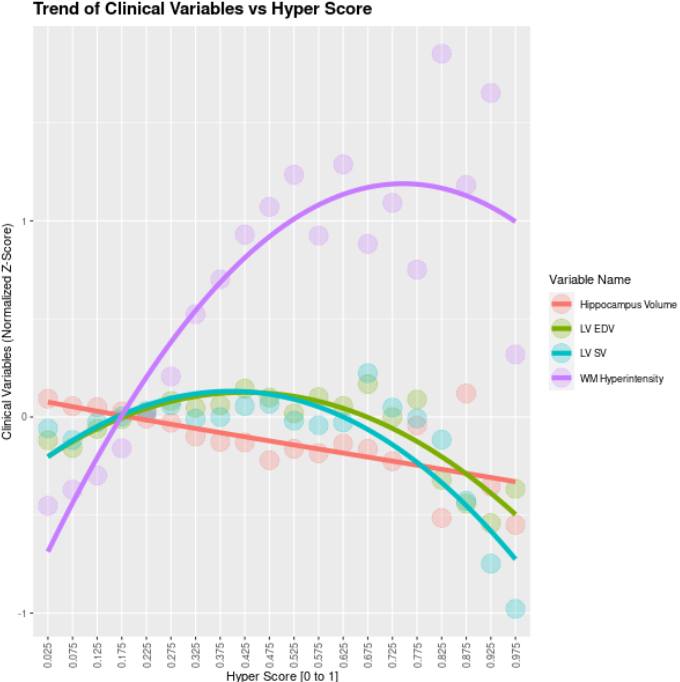 Trend of Clinical Variables vs Hyper Score
Clinical Variables (Normalized Z-Score)
1
0
-1
0.025
0.075
0.125
0.175
0.225
0.275
0.325
0.375
0.425
0.475
0.525
0.575
0.625
0.675
0.725
0.775
0.825
0.875
0.925
0.975
Hyper Score [0 to 1]
Variable Name
Hippocampus Volume
LV EDV
LV SV
WM Hyperintensity